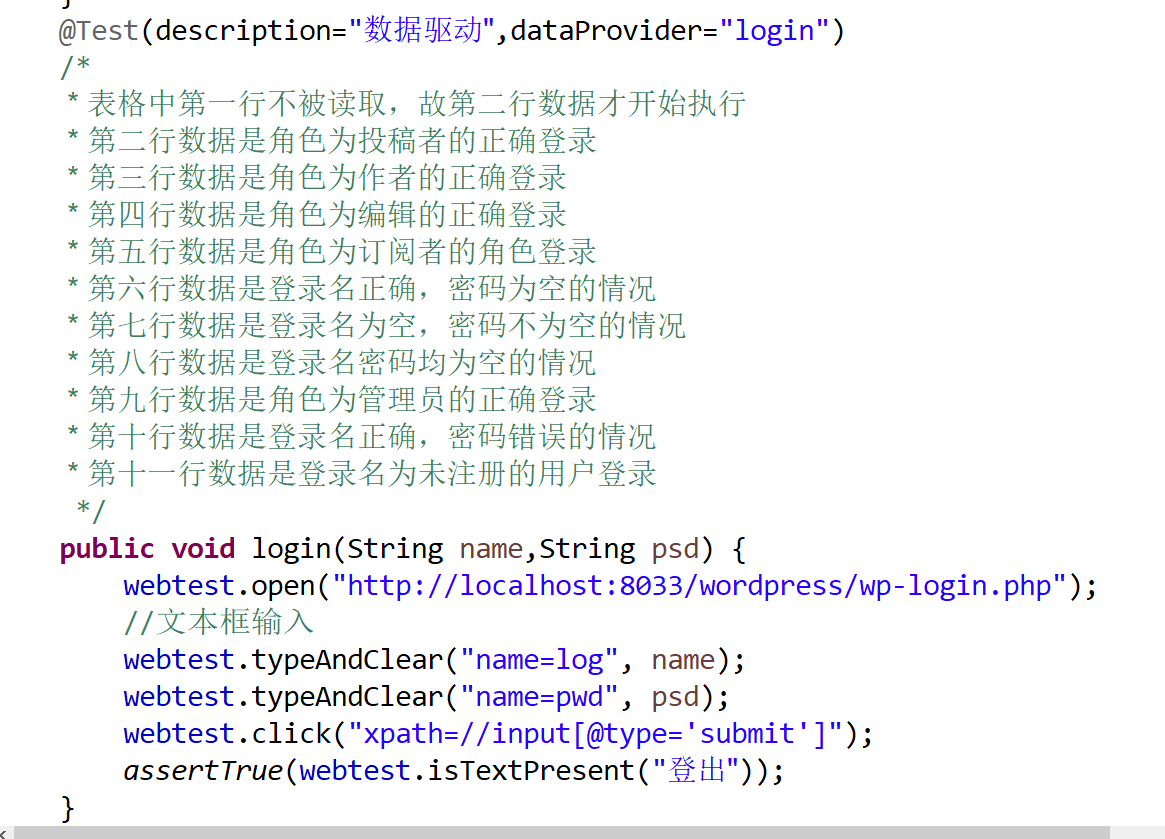 }
@Test(description="数据驱动",dataProvider="login")
/*
 * 表格中第一行不被读取，故第二行数据才开始执行
 * 第二行数据是角色为投稿者的正确登录
 * 第三行数据是角色为作者的正确登录
 * 第四行数据是角色为编辑的正确登录
 * 第五行数据是角色为订阅者的角色登录
 * 第六行数据是登录名正确，密码为空的情况
 * 第七行数据是登录名为空，密码不为空的情况
 * 第八行数据是登录名密码均为空的情况
 * 第九行数据是角色为管理员的正确登录
 * 第十行数据是登录名正确，密码错误的情况
 * 第十一行数据是登录名为未注册的用户登录
 */
public void login(String name,String psd) {
    webtest.open("http://localhost:8033/wordpress/wp-login.php");
    //文本框输入
    webtest.typeAndClear("name=log", name);
    webtest.typeAndClear("name=pwd", psd);
    webtest.click("xpath=//input[@type='submit']");
    assertTrue(webtest.isTextPresent("登出"));
}